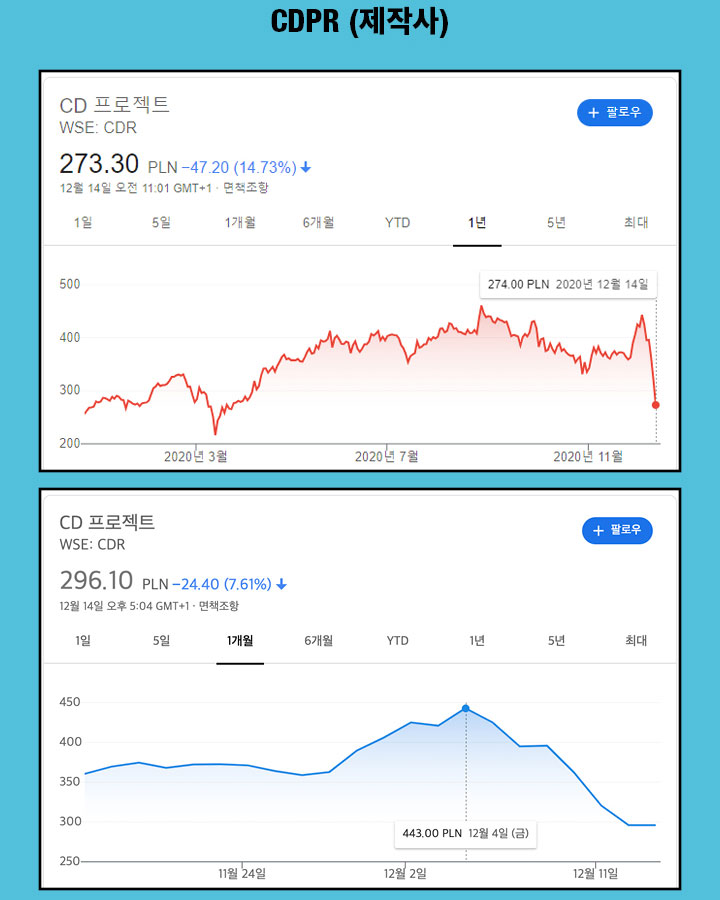 CDPR (제작사)
CD 프로젝트
WSE: CDR
+ 팔로우
273.30 PLN −47.20 (14.73%) ↓
12월 14일 오전 11:01 GMT+1 · 면책조항
1일 5일 1개월 6개월 YTD 1년 5년 최대
274.00 PLN 2020년 12월 14일
500
400
300
200
2020년 3월 2020년 7월 2020년 11월
CD 프로젝트
WSE: CDR
+ 팔로우
296.10 PLN −24.40 (7.61%) ↓
12월 14일 오후 5:04 GMT+1 · 면책조항
1일 5일 1개월 6개월 YTD 1년 5년 최대
450
400
350
300
443.00 PLN 12월 4일 (금)
250
11월 24일 12월 2일 12월 11일